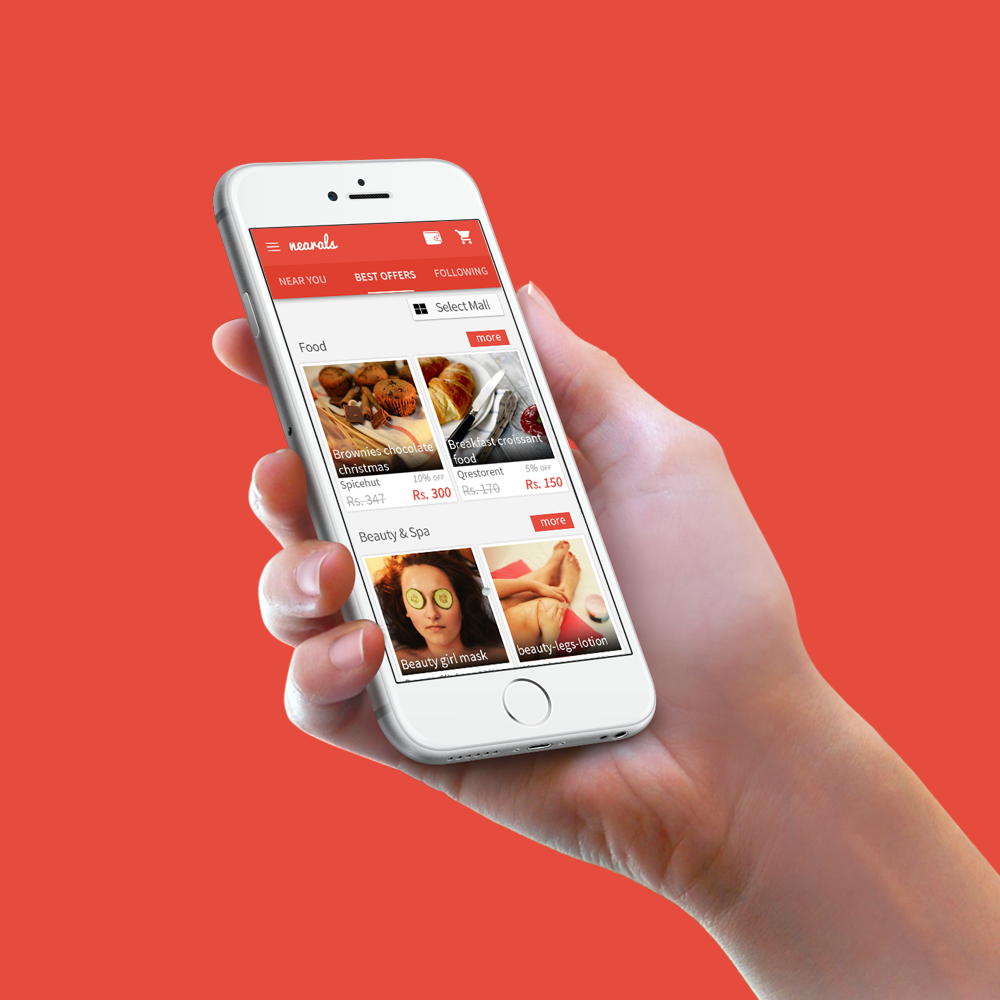 nearals
NEAR YOU BEST OFFERS FOLLOWING
Select Mall
Food more
Brownies chocolate
christmas
Breakfast croissant
food
Spicehut 10% OFF
Rs. 347 Rs. 300
Qrestorent 5% OFF
Rs. 170 Rs. 150
Beauty & Spa more
Beauty girl mask
beauty-legs-lotion